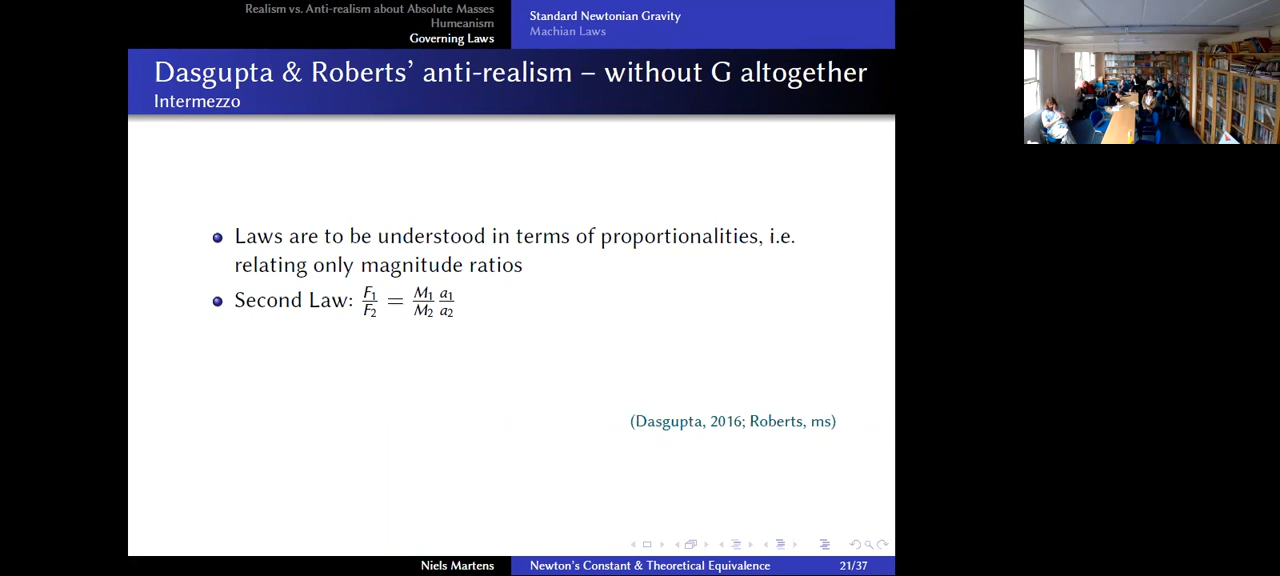 Realism vs. Anti-realism about Absolute Masses
Humeanism
Governing Laws
Standard Newtonian Gravity
Machian Laws
Dasgupta & Roberts' anti-realism – without G altogether
Intermezzo
Laws are to be understood in terms of proportionalities, i.e.
relating only magnitude ratios
Second Law: F₁/F₂ = M₁/M₂ a₁/a₂
(Dasgupta, 2016; Roberts, ms)
Niels Martens
Newton's Constant & Theoretical Equivalence
21/37